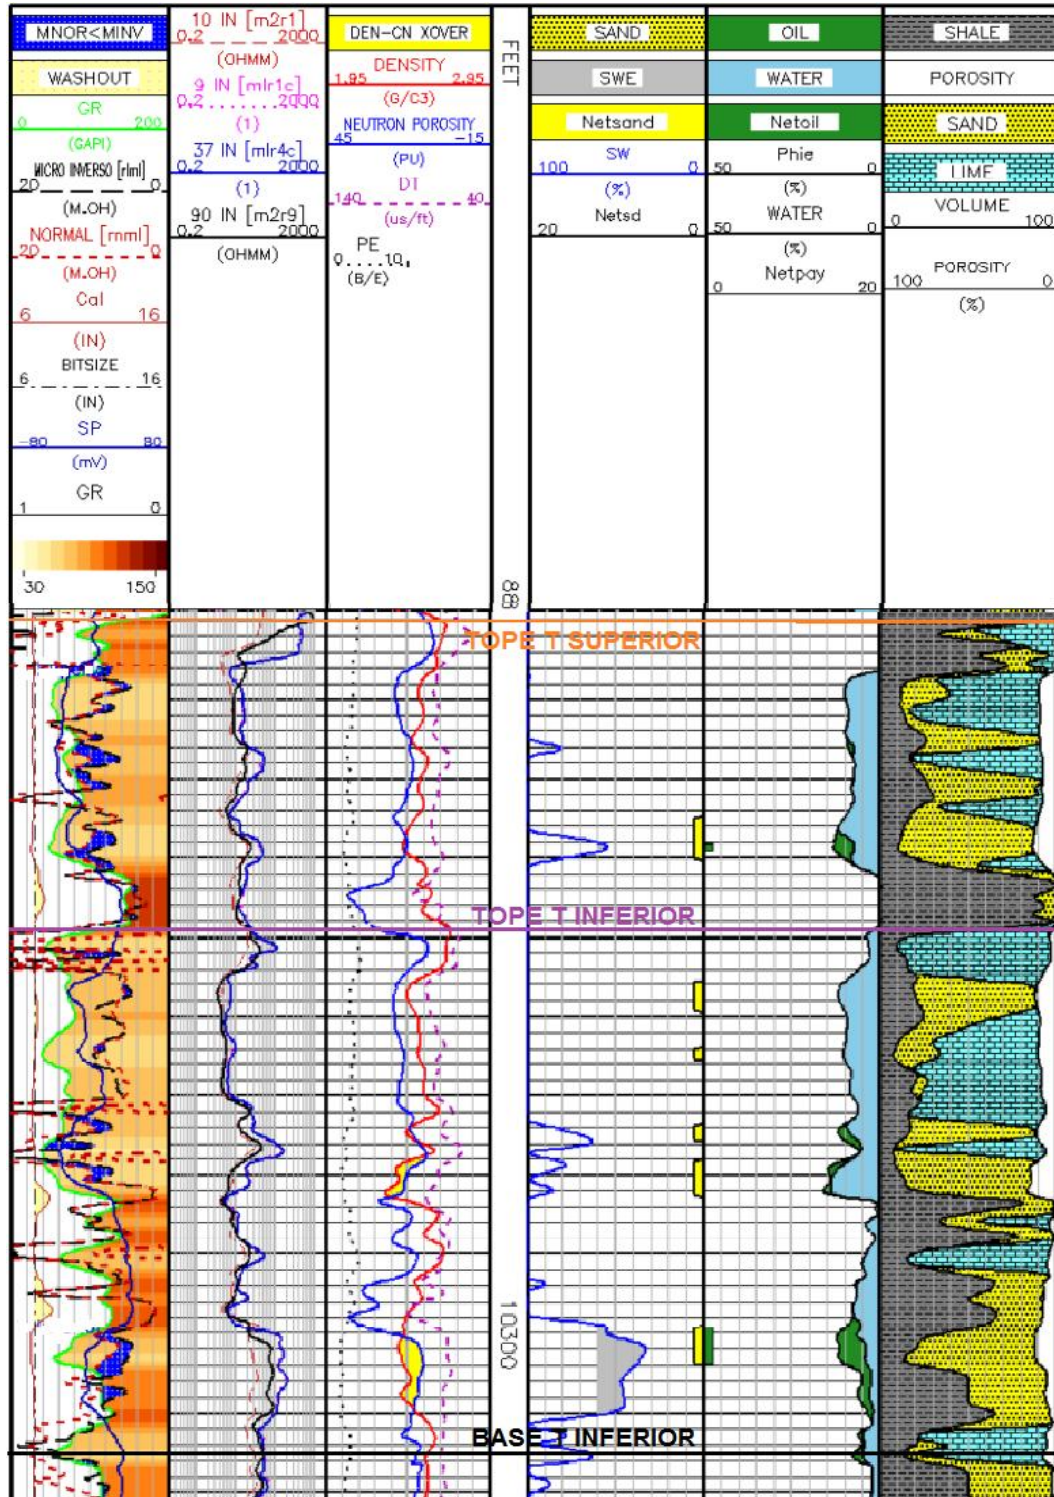 MNOR<MINV
WASHOUT
GR
0 200
(GAPI)
MICRO INVERSO [rlml]
20 0
(M.OH)
NORMAL [rnml]
20 0
(M.OH)
Cal
6 16
(IN)
BITSIZE
6 16
(IN)
SP
-80 80
(mV)
GR
1 0
30 150
10 IN [m2r1]
0.2 2000
(OHMM)
9 IN [mlr1c]
0.2 2000
(1)
37 IN [mlr4c]
0.2 2000
(1)
90 IN [m2r9]
0.2 2000
(OHMM)
DEN-CN XOVER
DENSITY
1.95 2.95
(G/C3)
NEUTRON POROSITY
45 -15
(PU)
DT
140 40
(us/ft)
PE
0 10
(B/E)
FEET
SAND
SWE
Netsand
SW
100 0
(%)
Netsd
20 0
OIL
WATER
Netoil
Phie
50 0
(%)
WATER
50 0
(%)
Netpay
0 20
SHALE
POROSITY
SAND
LIME
VOLUME
0 100
POROSITY
100 0
(%)
TOPE T SUPERIOR
TOPE T INFERIOR
10300
BASE T INFERIOR